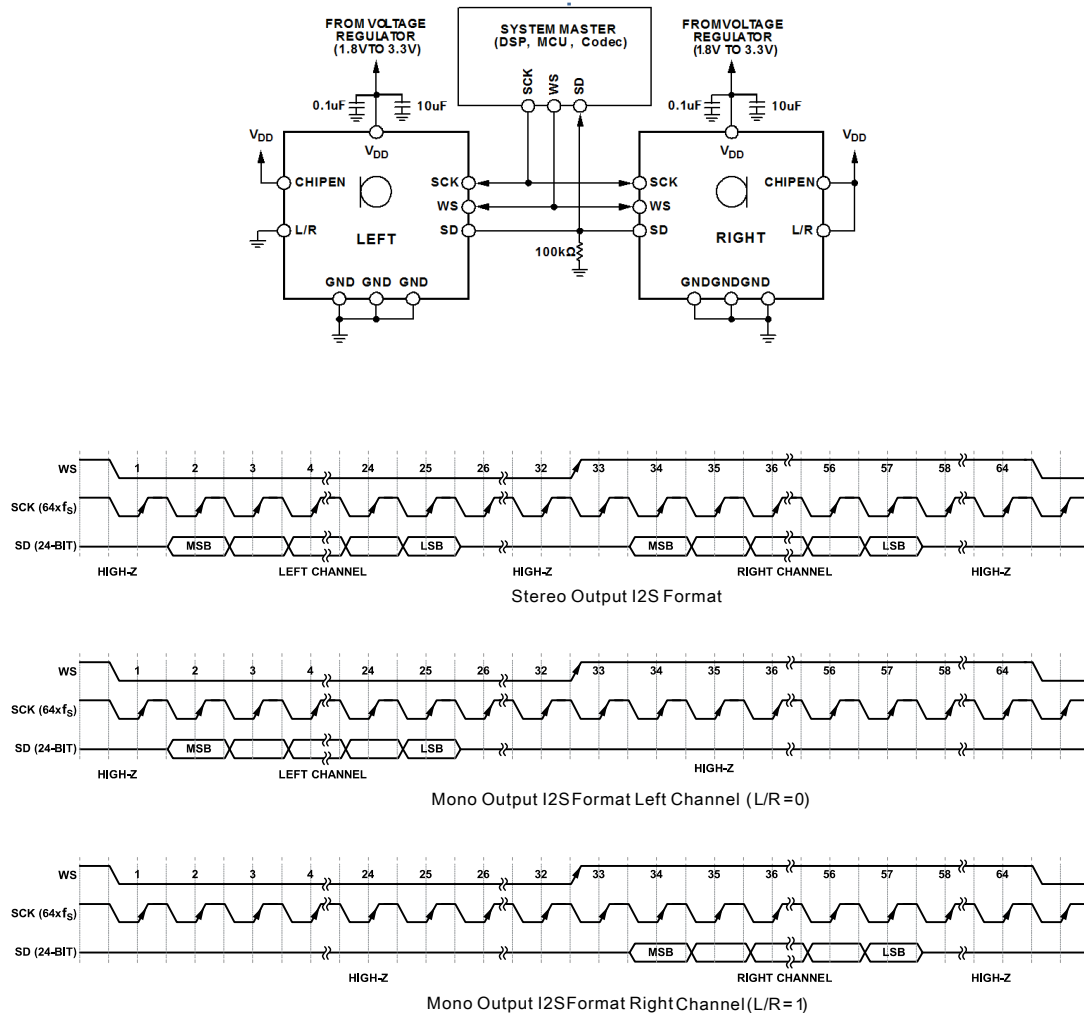 FROM VOLTAGE
REGULATOR
(1.8VTO 3.3V)
SYSTEM MASTER
(DSP, MCU, Codec)
FROMVOLTAGE
REGULATOR
(1.8V TO 3.3V)
SCK
WS
SD
0.1uF
10uF
0.1uF
10uF
VDD
VDD
VDD
VDD
CHIPEN
SCK
SCK
CHIPEN
WS
WS
L/R
LEFT
SD
SD
RIGHT
L/R
100kΩ
GND GND GND
GNDGNDGND
WS
1 2 3 4 24 25 26 32 33 34 35 36 56 57 58 64
SCK (64xfS)
SD (24-BIT)
MSB LSB MSB LSB
HIGH-Z LEFT CHANNEL HIGH-Z RIGHT CHANNEL HIGH-Z
Stereo Output I2S Format
WS
1 2 3 4 24 25 26 32 33 34 35 36 56 57 58 64
SCK (64xfS)
SD (24-BIT)
MSB LSB
HIGH-Z LEFT CHANNEL HIGH-Z
Mono Output I2SFormat Left Channel (L/R=0)
WS
1 2 3 4 24 25 26 32 33 34 35 36 56 57 58 64
SCK (64xfS)
SD (24-BIT)
MSB LSB
HIGH-Z RIGHT CHANNEL HIGH-Z
Mono Output I2SFormat Right Channel(L/R=1)